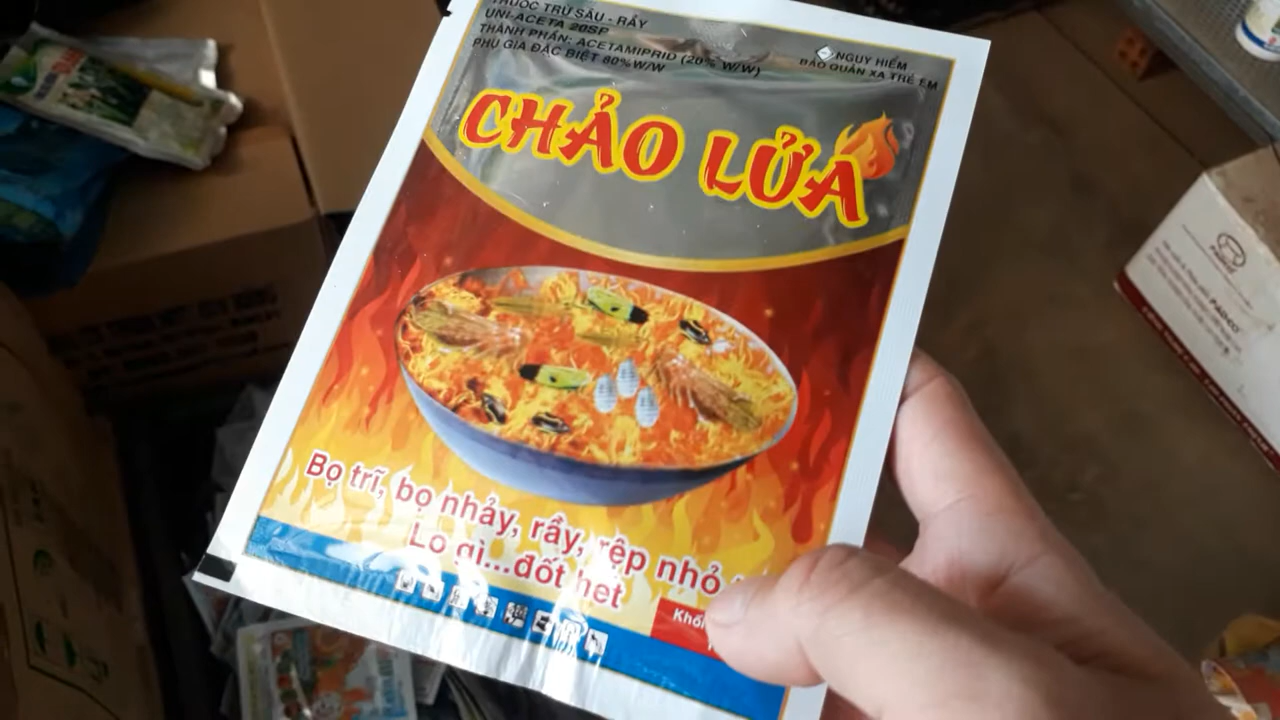 THUỐC TRỪ SÂU - RẦY
UNI-ACETA 20SP
THÀNH PHẦN: ACETAMIPRID (20% W/W)
PHỤ GIA ĐẶC BIỆT 80%W/W
NGUY HIỂM
BẢO QUẢN XA TRẺ EM
CHẢO LỬA
Bọ trĩ, bọ nhảy, rầy, rệp nhỏ
Lo gì...đốt hết